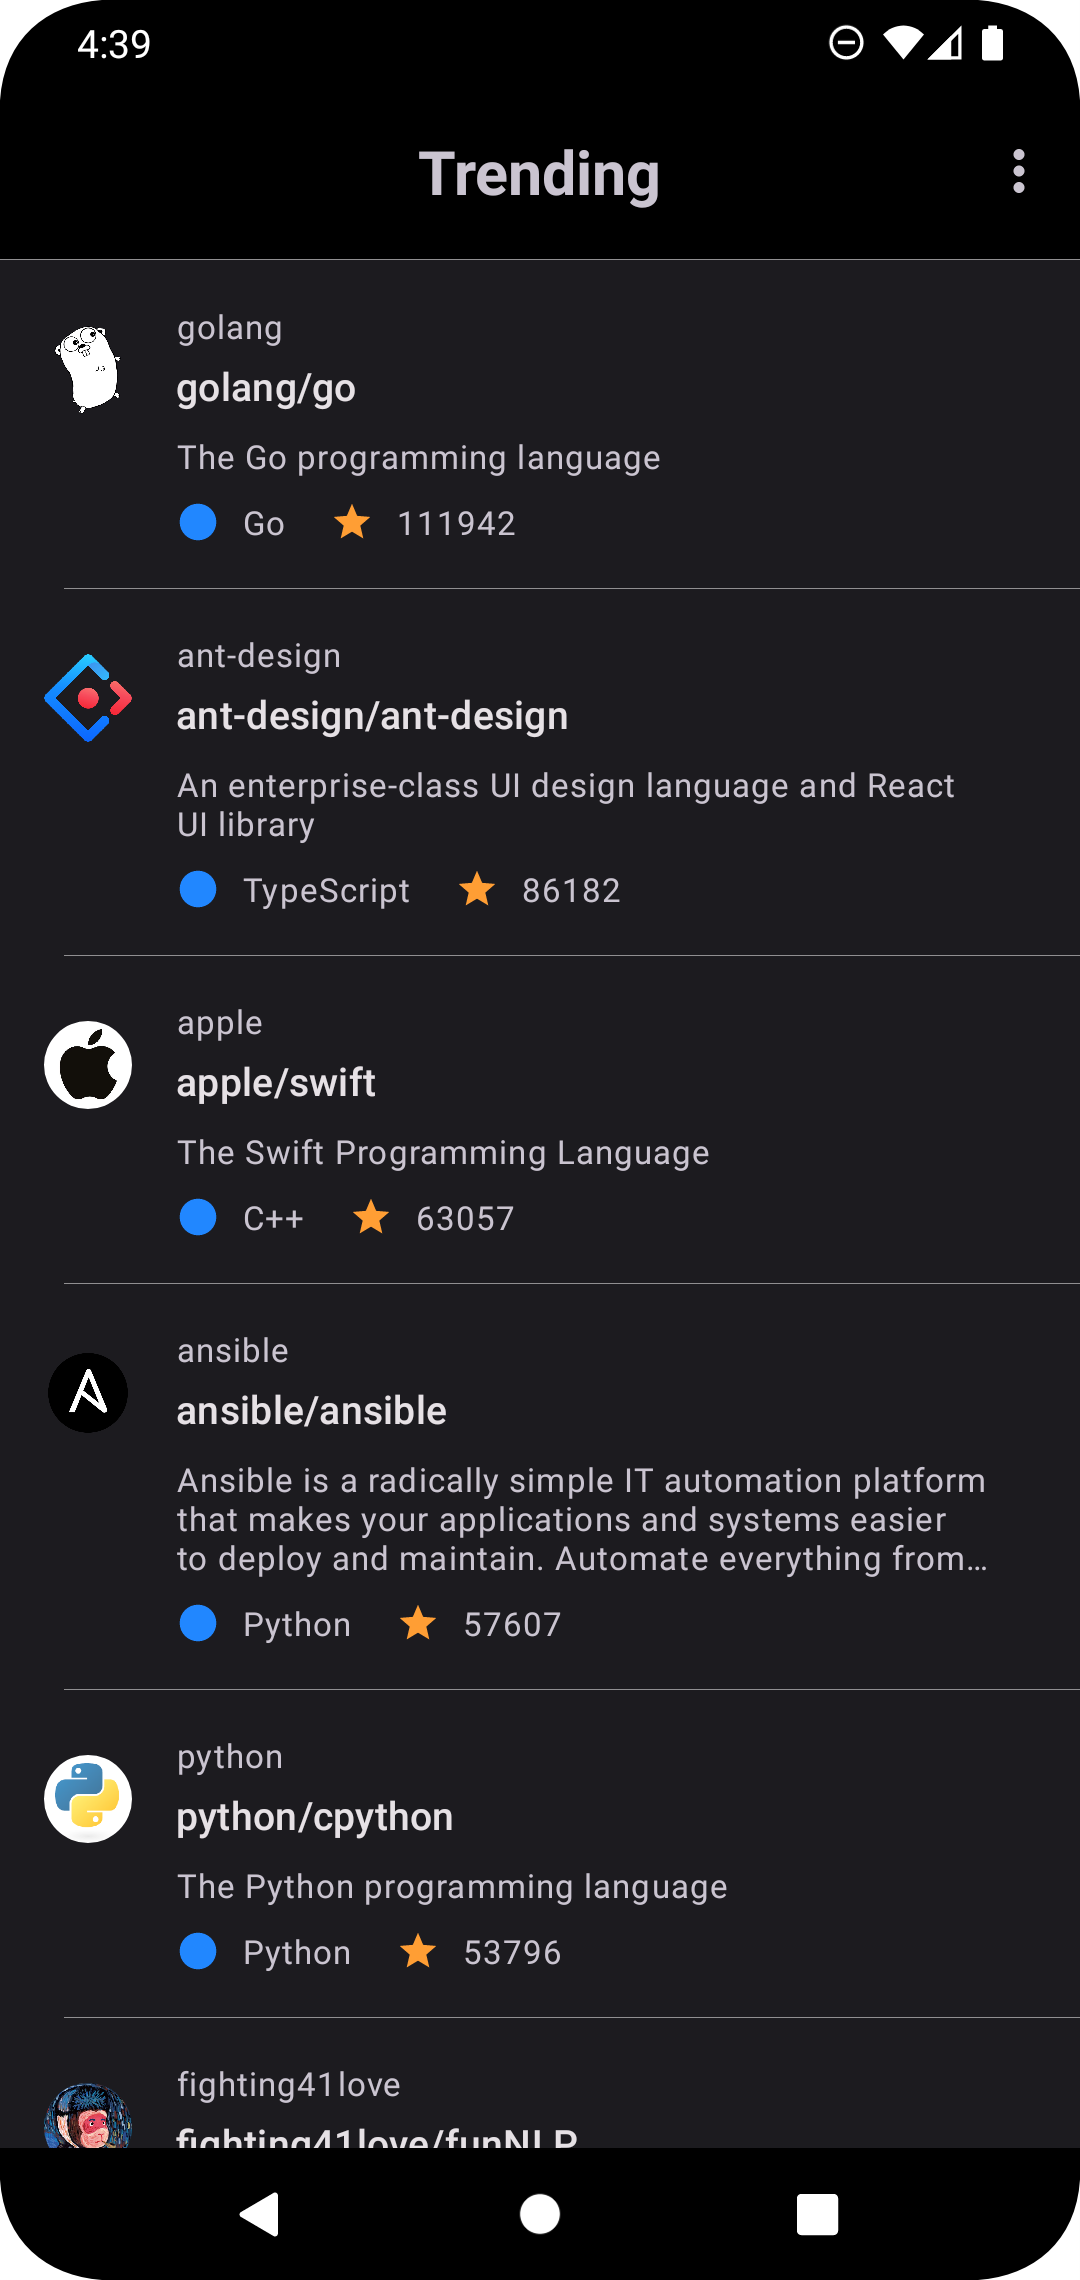 4:39
Trending
golang
golang/go
The Go programming language
Go 111942
ant-design
ant-design/ant-design
An enterprise-class UI design language and React
UI library
TypeScript 86182
apple
apple/swift
The Swift Programming Language
C++ 63057
ansible
ansible/ansible
Ansible is a radically simple IT automation platform
that makes your applications and systems easier
to deploy and maintain. Automate everything from…
Python 57607
python
python/cpython
The Python programming language
Python 53796
fighting41love
fighting41love/funNLP